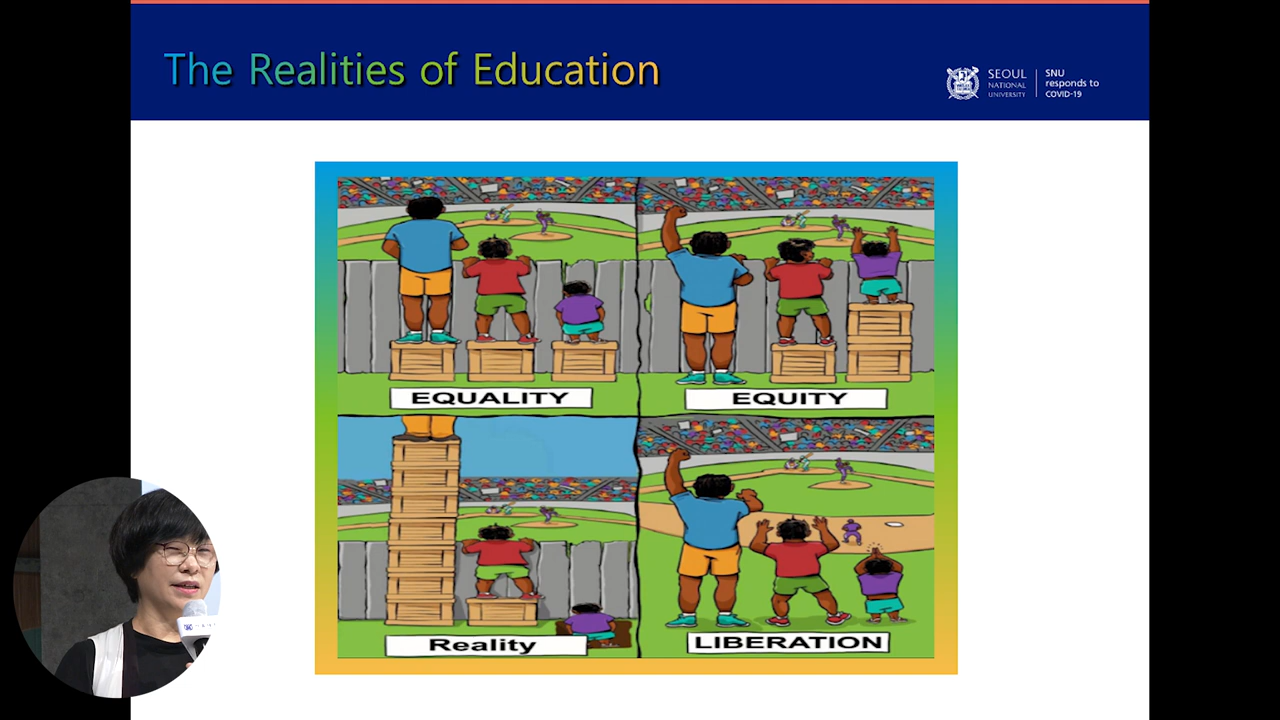 The Realities of Education
SEOUL
NATIONAL
UNIVERSITY
SNU
responds to
COVID-19
EQUALITY
EQUITY
Reality
LIBERATION